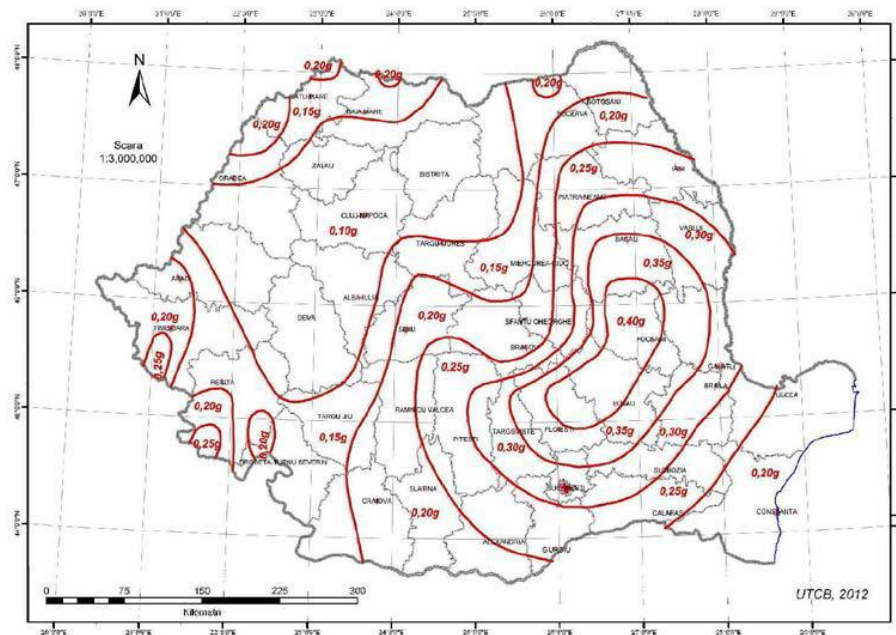 N
Scara
1:3,000,000
0,20g
0,20g
0,20g
SATU MARE
0,15g
BAIA MARE
0,20g
BOTOSANI
SUCEAVA
0,20g
ORADEA
ZALAU
BISTRITA
0,25g
IASI
PIATRA NEAMT
CLUJ-NAPOCA
0,10g
TARGU-MURES
VASLUI
0,30g
BACAU
0,15g
MIERCUREA-CIUC
0,35g
ARAD
ALBA-IULIA
0,20g
TIMISOARA
DEVA
0,20g
SIBIU
SFANTU GHEORGHE
0,40g
BRASOV
FOCSANI
0,25g
0,25g
GALATI
RESITA
BRAILA
TULCEA
0,20g
TARGU JIU
RAMNICU VALCEA
BUZAU
0,25g
0,20g
0,15g
PITESTI
TARGOVISTE
PLOIESTI
0,35g
0,30g
0,30g
DROBETA-TURNU SEVERIN
SLOBOZIA
0,20g
SLATINA
BUCURESTI
0,25g
CRAIOVA
0,20g
CALARASI
CONSTANTA
ALEXANDRIA
GIURGIU
0 75 150 225 300
Kilometri
UTCB, 2012